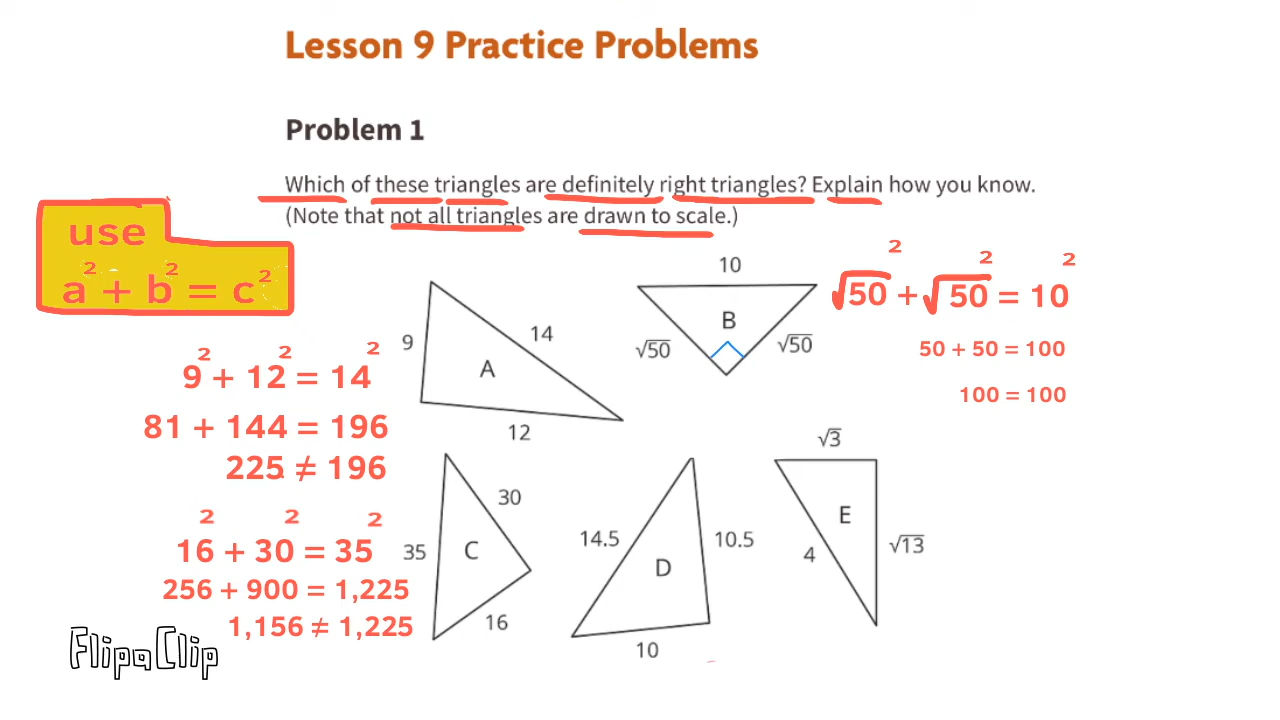 Lesson 9 Practice Problems
Problem 1
Which of these triangles are definitely right triangles? Explain how you know.
(Note that not all triangles are drawn to scale.)
use
a² + b² = c²
9² + 12² = 14²
81 + 144 = 196
225 ≠ 196
16² + 30² = 35²
256 + 900 = 1,225
1,156 ≠ 1,225
9
14
A
12
10
B
√50
√50
√50² + √50² = 10²
50 + 50 = 100
100 = 100
30
35
C
16
14.5
10.5
D
10
√3
E
4
√13
FlipaClip